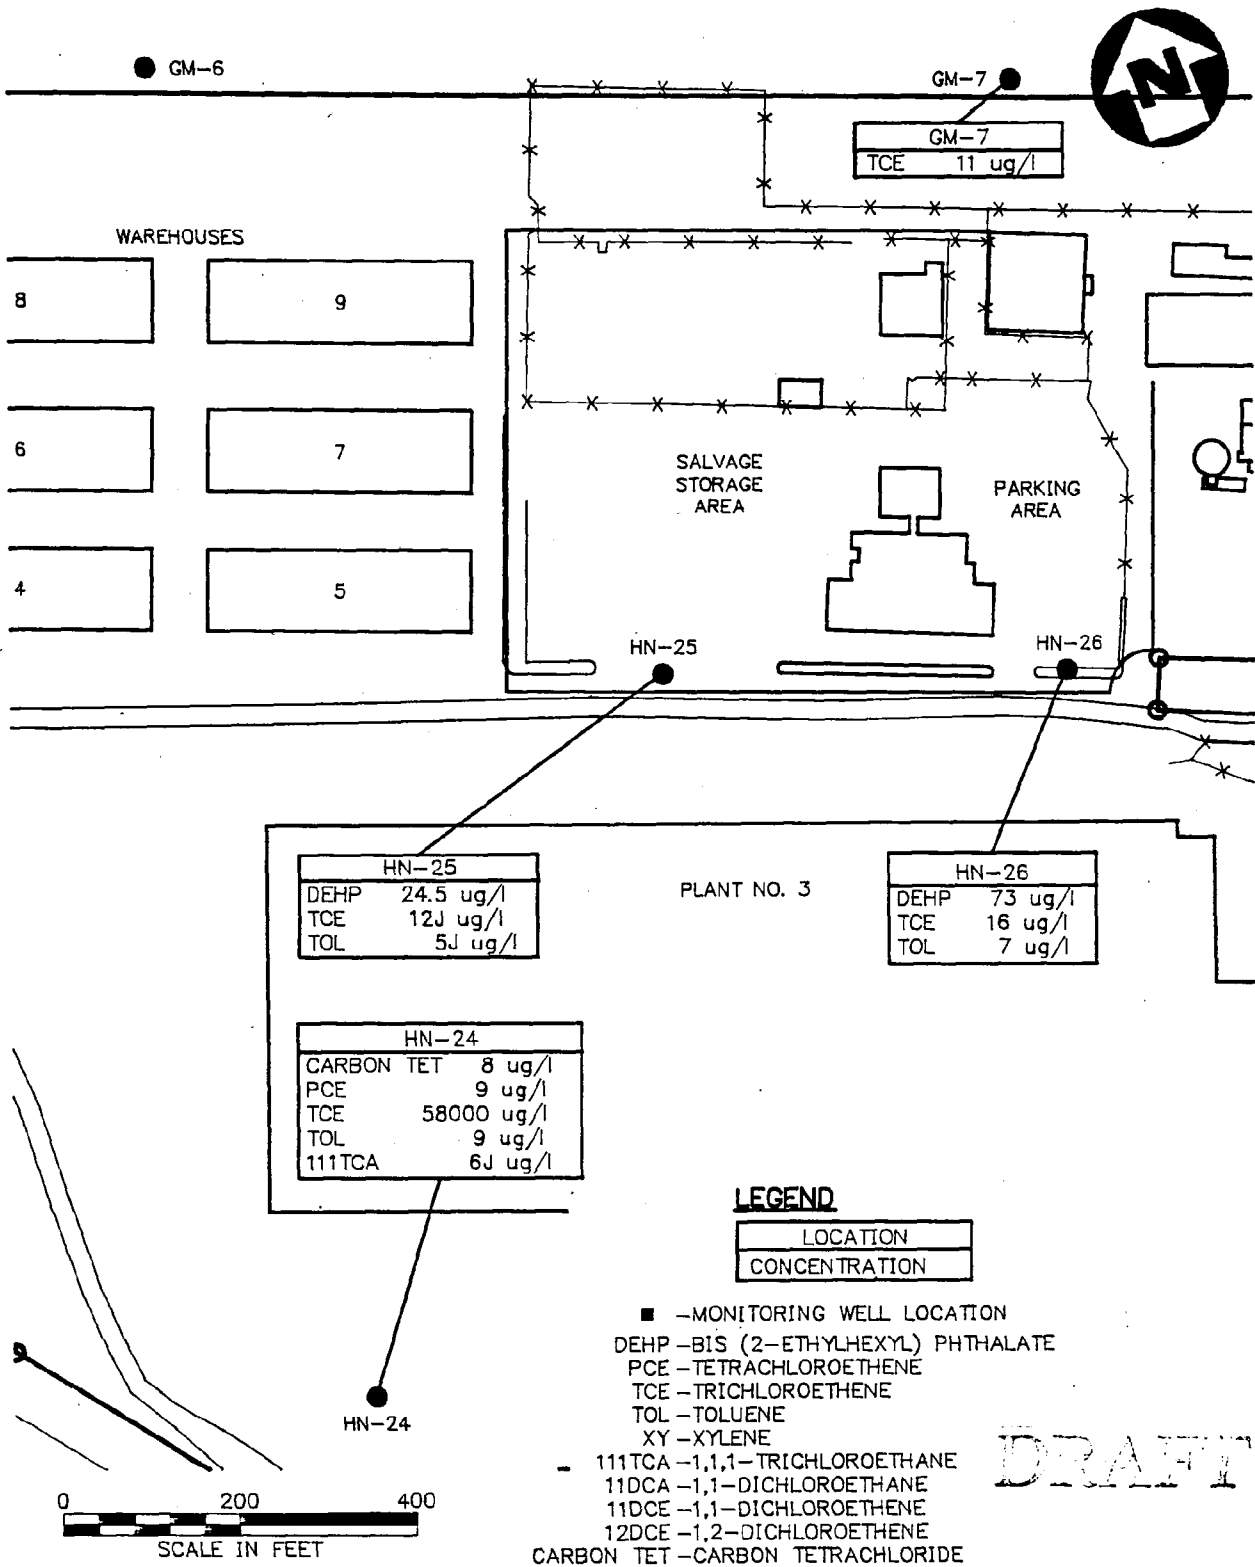 GM-6
GM-7
N
GM-7
TCE 11 ug/l
WAREHOUSES
8
9
6
7
SALVAGE
STORAGE
AREA
PARKING
AREA
4
5
HN-25
HN-26
HN-25
DEHP 24.5 ug/l
TCE 12J ug/l
TOL 5J ug/l
PLANT NO. 3
HN-26
DEHP 73 ug/l
TCE 16 ug/l
TOL 7 ug/l
HN-24
CARBON TET 8 ug/l
PCE 9 ug/l
TCE 58000 ug/l
TOL 9 ug/l
111TCA 6J ug/l
LEGEND
LOCATION
CONCENTRATION
-MONITORING WELL LOCATION
DEHP -BIS (2-ETHYLHEXYL) PHTHALATE
PCE -TETRACHLOROETHENE
TCE -TRICHLOROETHENE
TOL -TOLUENE
XY -XYLENE
111TCA -1,1,1-TRICHLOROETHANE
11DCA -1,1-DICHLOROETHANE
11DCE -1,1-DICHLOROETHENE
12DCE -1,2-DICHLOROETHENE
CARBON TET -CARBON TETRACHLORIDE
HN-24
DRAFT
0 200 400
SCALE IN FEET